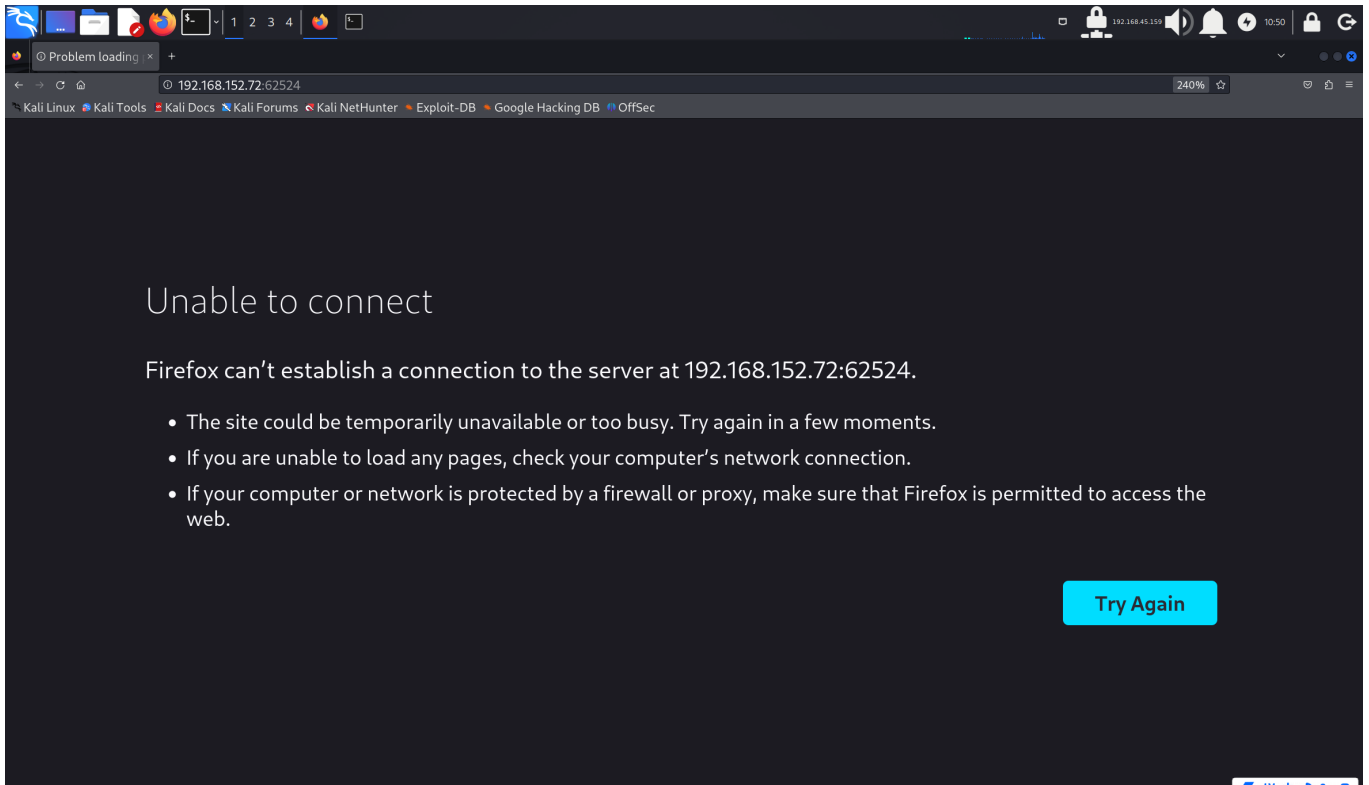 1 2 3 4 192.168.45.159 10:50
Problem loading
192.168.152.72:62524 240%
Kali Linux Kali Tools Kali Docs Kali Forums Kali NetHunter Exploit-DB Google Hacking DB OffSec
Unable to connect
Firefox can’t establish a connection to the server at 192.168.152.72:62524.
• The site could be temporarily unavailable or too busy. Try again in a few moments.
• If you are unable to load any pages, check your computer’s network connection.
• If your computer or network is protected by a firewall or proxy, make sure that Firefox is permitted to access the
web.
Try Again